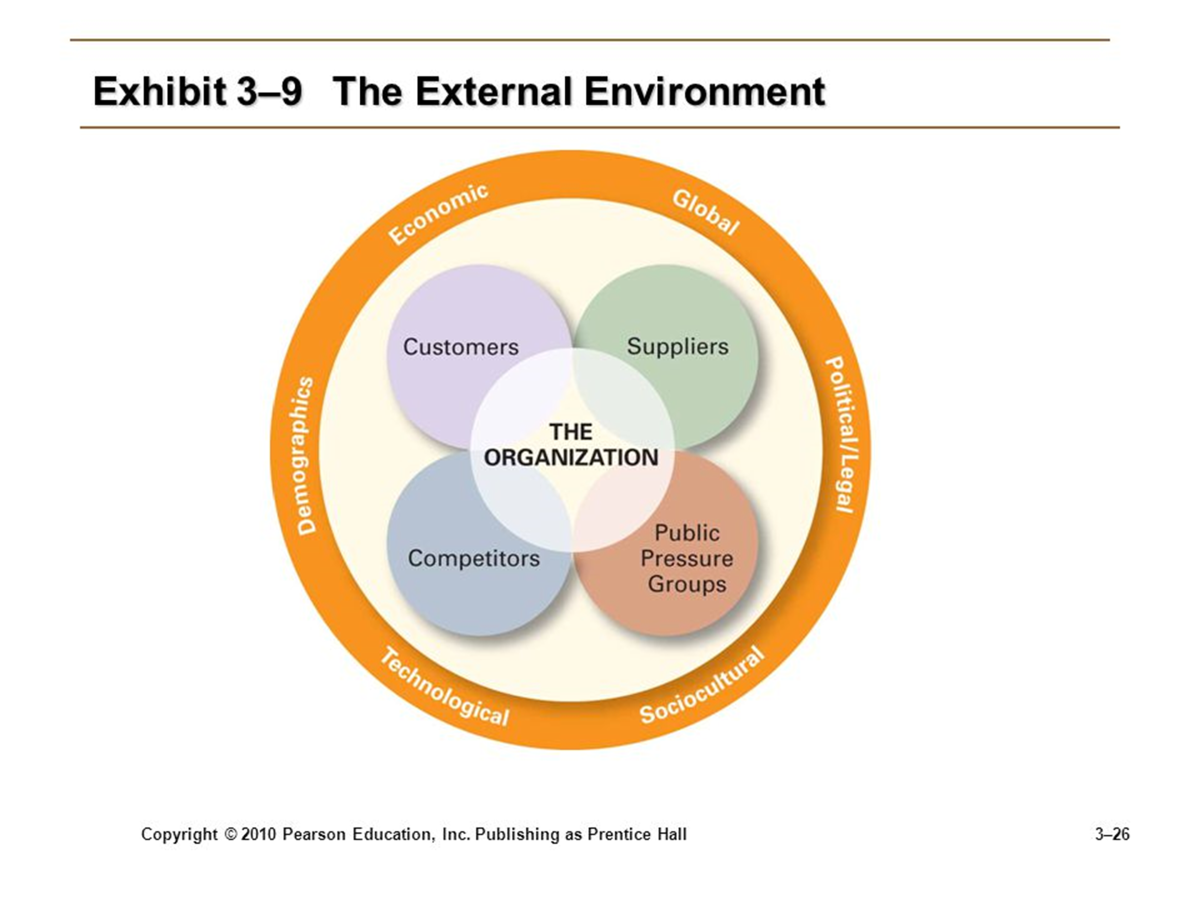 Exhibit 3–9 The External Environment
Economic
Global
Customers
Suppliers
Demographics
Political/Legal
THE
ORGANIZATION
Competitors
Public
Pressure
Groups
Technological
Sociocultural
Copyright © 2010 Pearson Education, Inc. Publishing as Prentice Hall
3–26